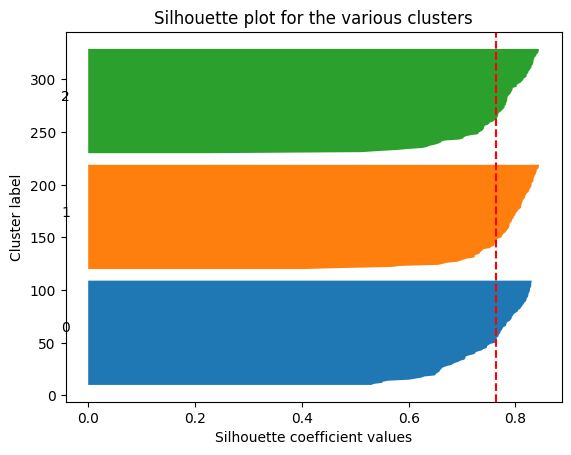 Silhouette plot for the various clusters
300
2
250
200
1
150
100
0
50
0
Cluster label
0.0 0.2 0.4 0.6 0.8
Silhouette coefficient values